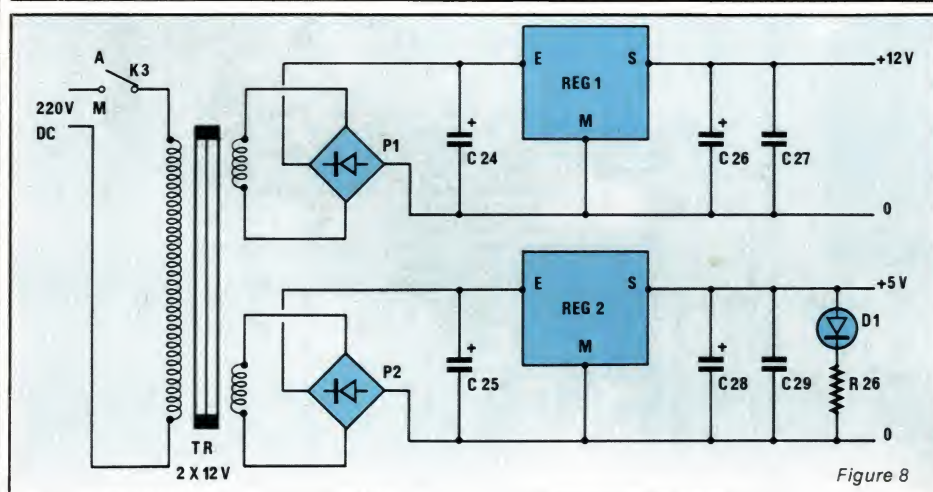 A
K3
220V
M
DC
TR
2 X 12 V
P1
C 24
E
S
REG 1
M
C 26
C 27
+12 V
0
P2
C 25
E
S
REG 2
M
C 28
C 29
+5 V
D1
R 26
0
Figure 8